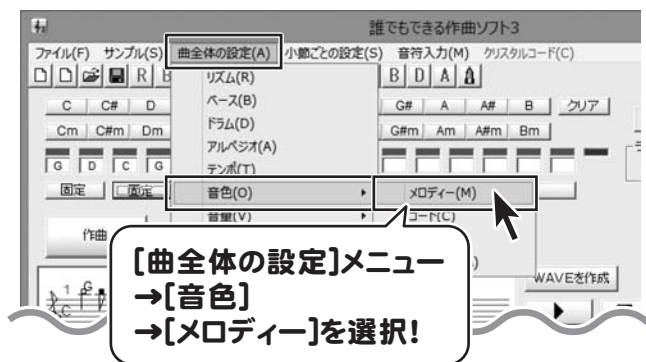 誰でもできる作曲ソフト3
ファイル(F) サンプル(S) 曲全体の設定(A) 小節ごとの設定(S) 音符入力(M) クリスタルコード(C)
R B D A A
リズム(R)
ベース(B)
ドラム(D)
アルペジオ(A)
テンポ(T)
音色(O) メロディー(M)
音量(V) コード(C)
C C# D G# A A# B クリア
Cm C#m Dm G#m Am A#m Bm
G D C G
固定 固定
作曲
WAVEを作成
[曲全体の設定]メニュー
→[音色]
→[メロディー]を選択!